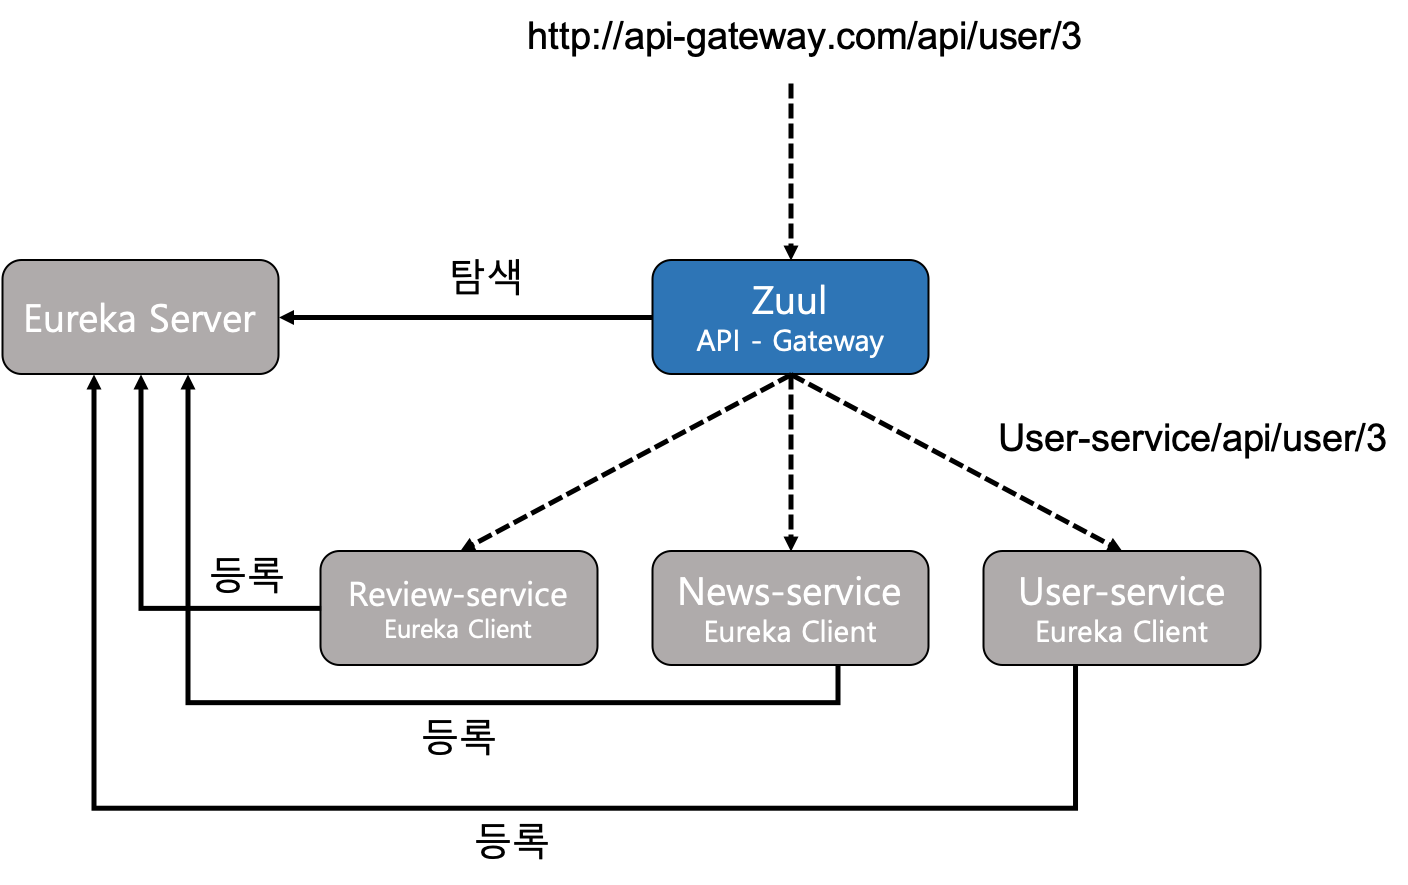 http://api-gateway.com/api/user/3
탐색
Eureka Server
Zuul
API - Gateway
User-service/api/user/3
등록
Review-service
Eureka Client
News-service
Eureka Client
User-service
Eureka Client
등록
등록